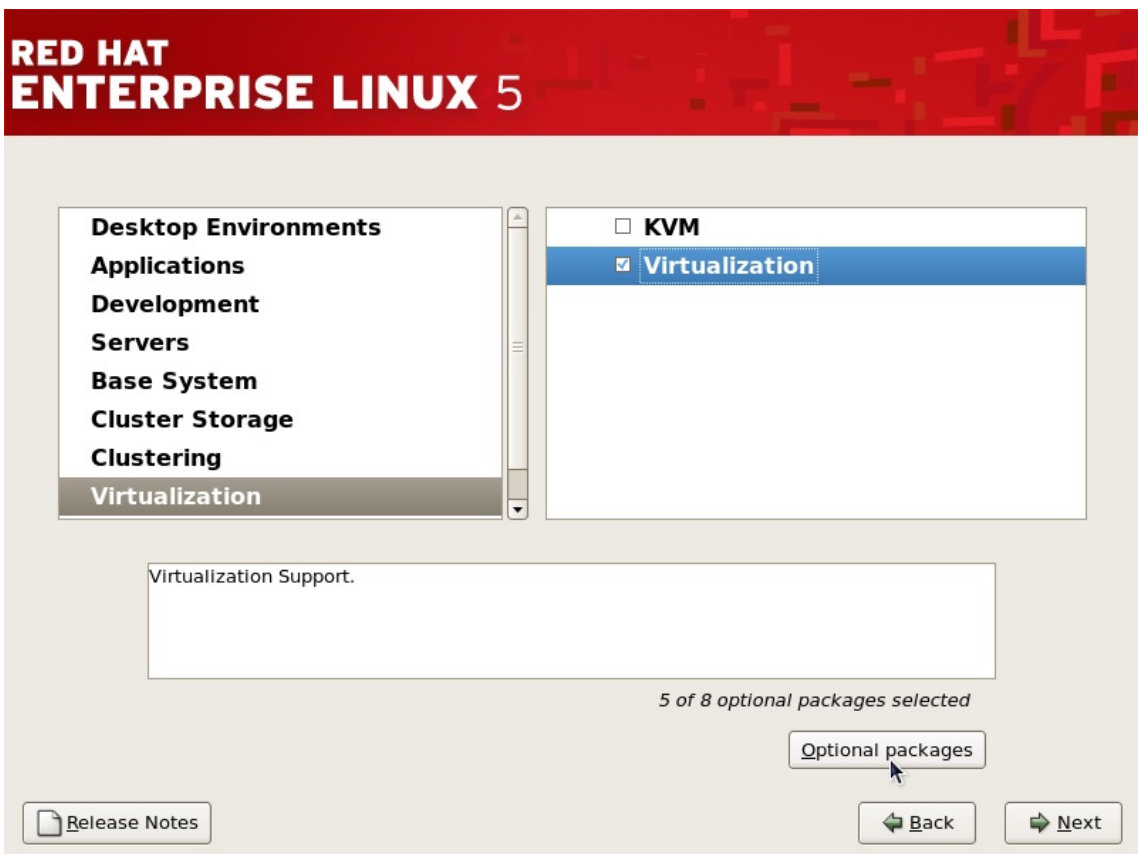 RED HAT
ENTERPRISE LINUX 5
Desktop Environments
Applications
Development
Servers
Base System
Cluster Storage
Clustering
Virtualization
KVM
Virtualization
Virtualization Support.
5 of 8 optional packages selected
Optional packages
Release Notes
Back
Next